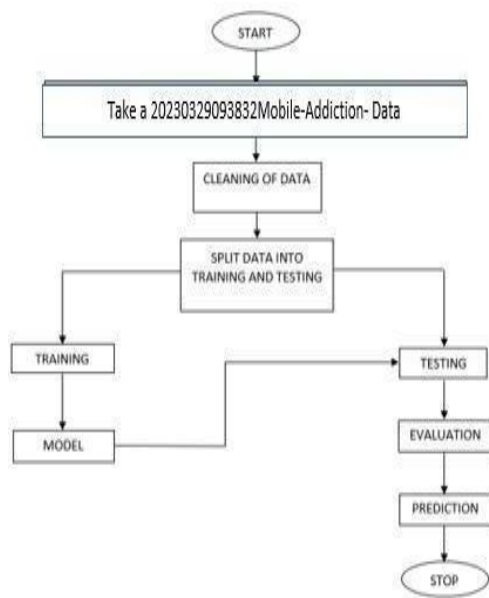 START
Take a 20230329093832Mobile-Addiction- Data
CLEANING OF DATA
SPLIT DATA INTO
TRAINING AND TESTING
TRAINING
TESTING
MODEL
EVALUATION
PREDICTION
STOP